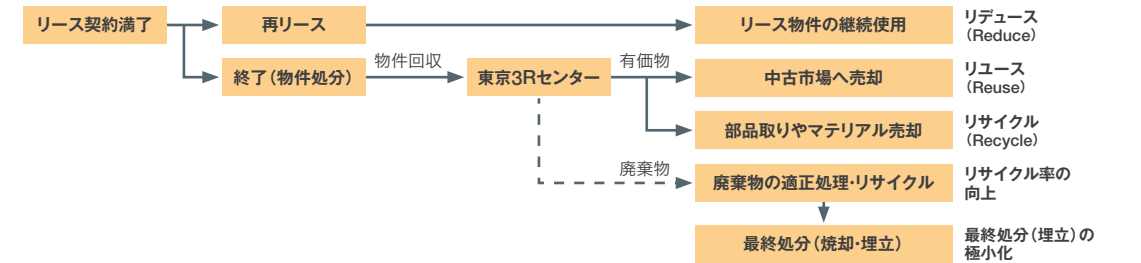 リース契約満了
再リース
リース物件の継続使用
リデュース
（Reduce）
終了（物件処分）
物件回収
東京3Rセンター
有価物
中古市場へ売却
リユース
（Reuse）
部品取りやマテリアル売却
リサイクル
（Recycle）
廃棄物
廃棄物の適正処理・リサイクル
リサイクル率の
向上
最終処分（焼却・埋立）
最終処分（埋立）の
極小化